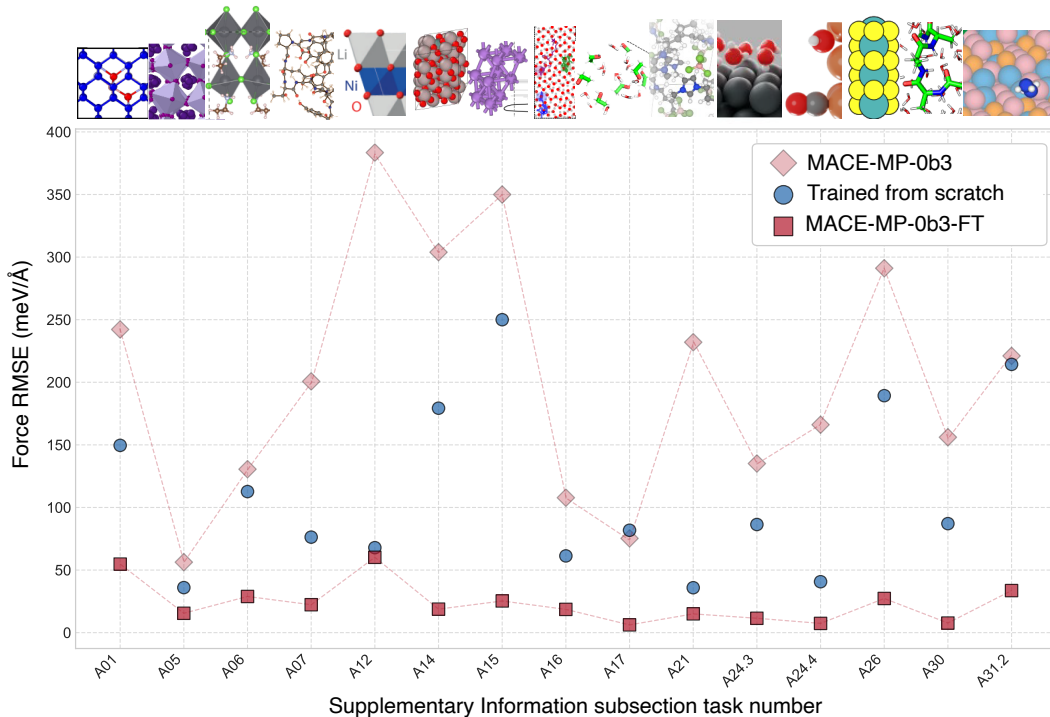 Li
Ni
O
400
350
300
250
200
150
100
50
0
Force RMSE (meV/Å)
MACE-MP-0b3
Trained from scratch
MACE-MP-0b3-FT
A01
A05
A06
A07
A12
A14
A15
A16
A17
A21
A24.3
A24.4
A26
A30
A31.2
Supplementary Information subsection task number